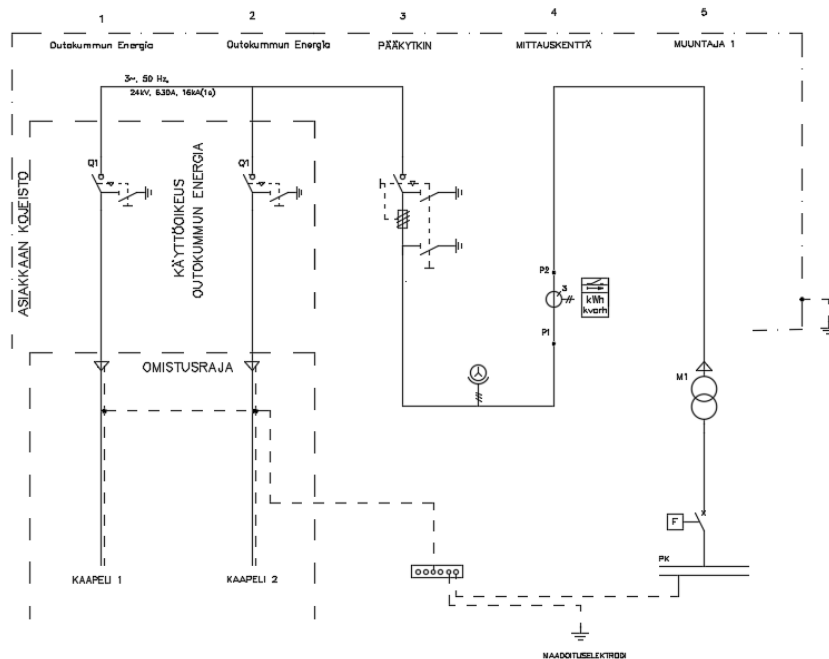 1
2
3
4
5
Outokummun Energia
Outokummun Energia
PÄÄKYTKIN
MITTAUSKENTTÄ
MUUNTAJA 1
3~, 50 Hz,
24kV, 630A, 16kA(1s)
ASIAKKAAN KOJEISTO
Q1
KÄYTTÖOIKEUS
OUTOKUMMUN ENERGIA
Q1
P2
3
kWh
kvarh
P1
OMISTUSRAJA
M1
F
PK
KAAPELI 1
KAAPELI 2
MAADOITUSELEKTRODI